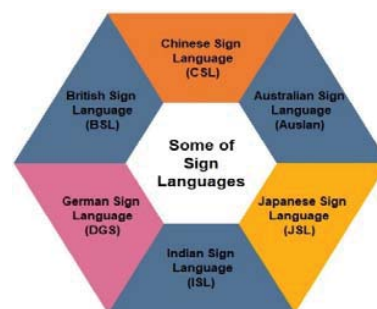 Chinese Sign
Language
(CSL)
British Sign
Language
(BSL)
Australian Sign
Language
(Auslan)
Some of
Sign
Languages
German Sign
Language
(DGS)
Japanese Sign
Language
(JSL)
Indian Sign
Language
(ISL)